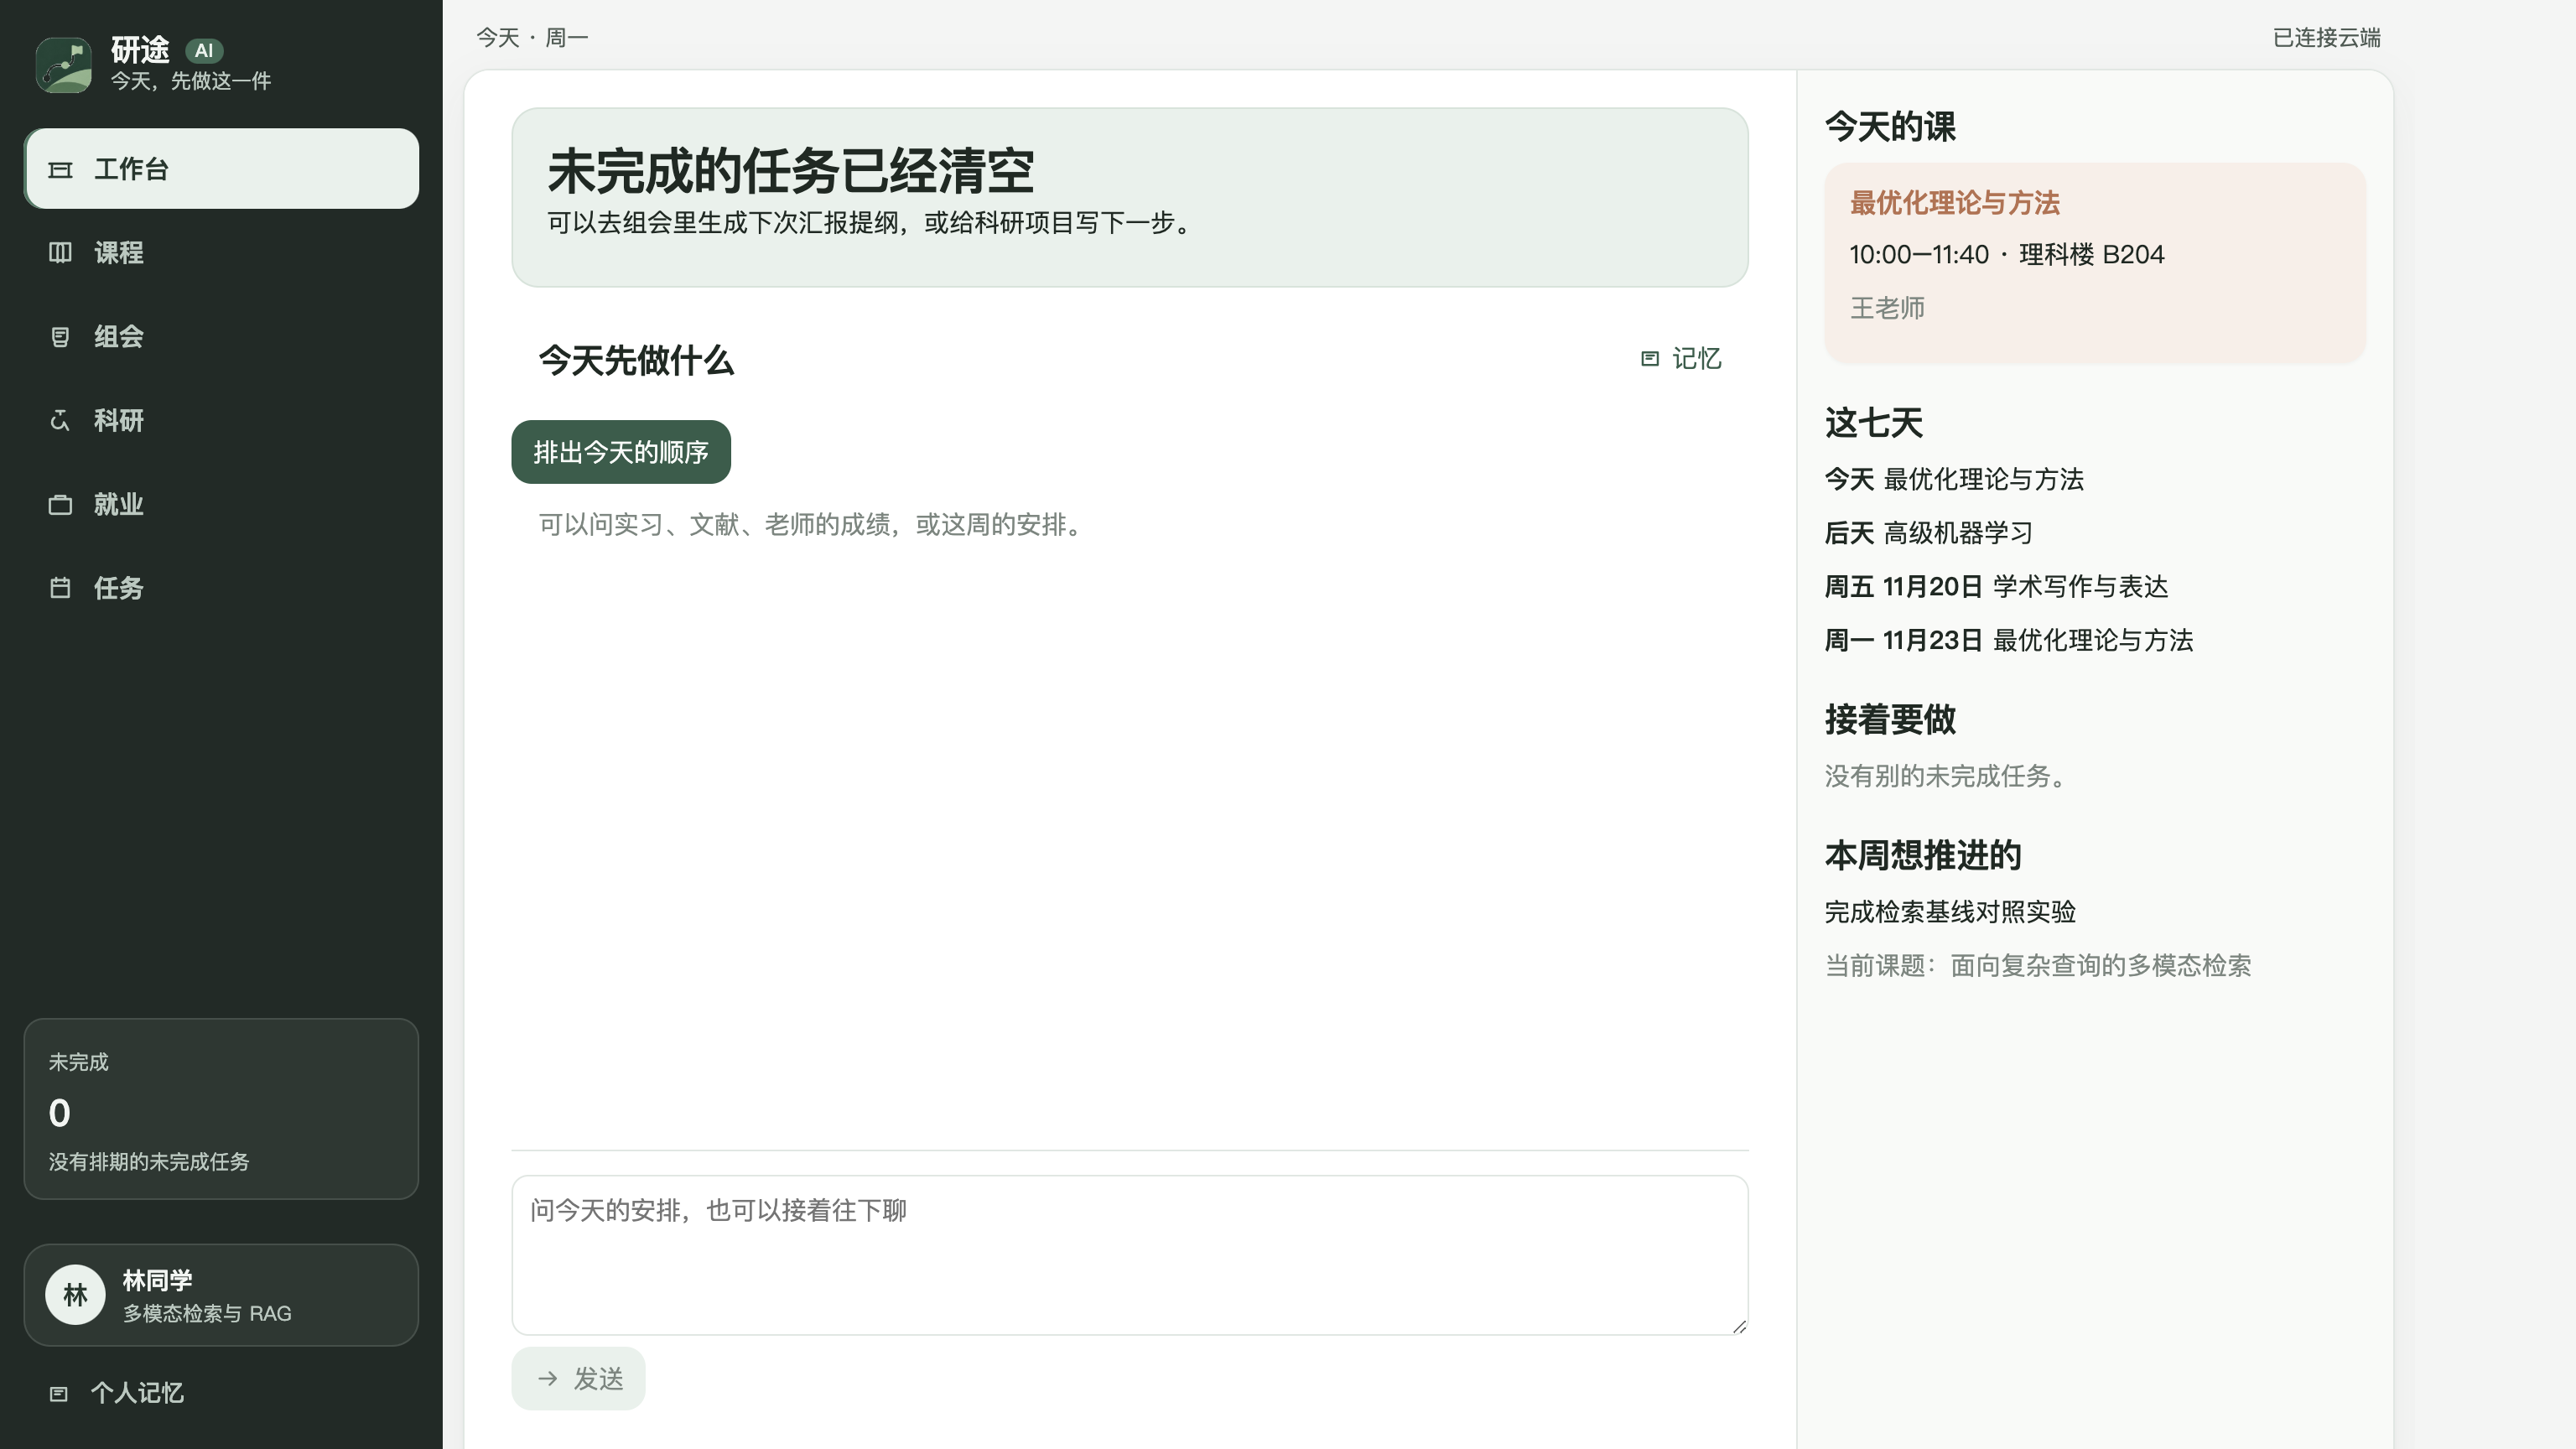 研途 AI
今天，先做这一件
工作台
课程
组会
科研
就业
任务
未完成
0
没有排期的未完成任务
林
林同学
多模态检索与 RAG
个人记忆
今天 · 周一
已连接云端
未完成的任务已经清空
可以去组会里生成下次汇报提纲，或给科研项目写下一步。
今天先做什么
记忆
排出今天的顺序
可以问实习、文献、老师的成绩，或这周的安排。
问今天的安排，也可以接着往下聊
发送
今天的课
最优化理论与方法
10:00—11:40 · 理科楼 B204
王老师
这七天
今天 最优化理论与方法
后天 高级机器学习
周五 11月20日 学术写作与表达
周一 11月23日 最优化理论与方法
接着要做
没有别的未完成任务。
本周想推进的
完成检索基线对照实验
当前课题：面向复杂查询的多模态检索